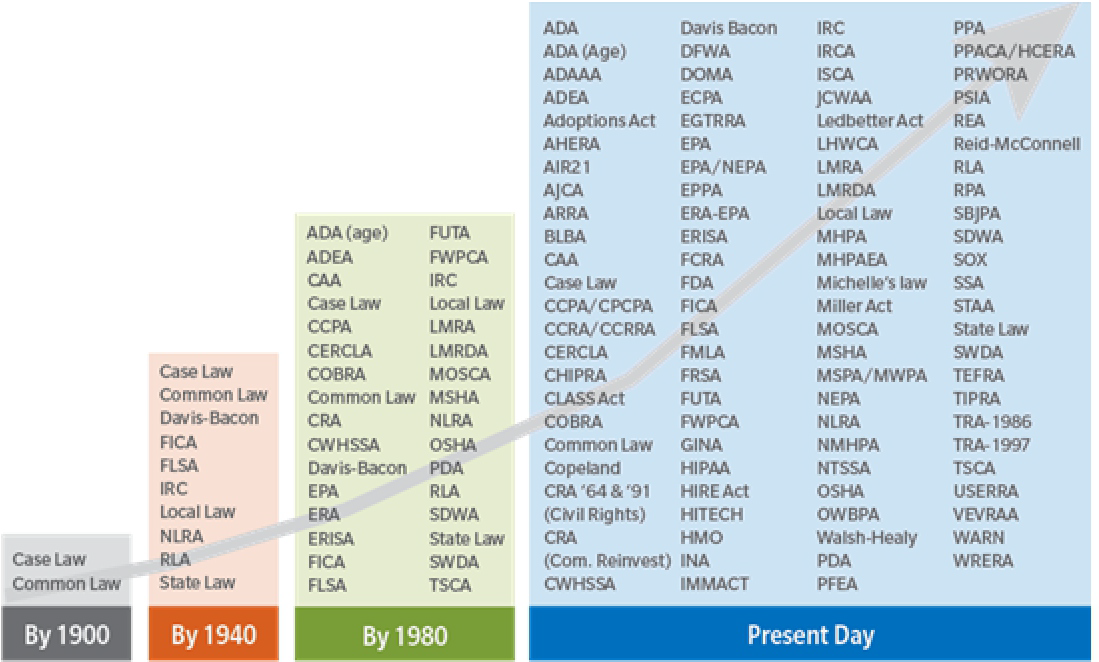 Case Law
Common Law
By 1900
Case Law
Common Law
Davis-Bacon
FICA
FLSA
IRC
Local Law
NLRA
RLA
State Law
By 1940
ADA (age)
ADEA
CAA
Case Law
CCPA
CERCLA
COBRA
Common Law
CRA
CWHSSA
Davis-Bacon
EPA
ERA
ERISA
FICA
FLSA
FUTA
FWPCA
IRC
Local Law
LMRA
LMRDA
MOSCA
MSHA
NLRA
OSHA
PDA
RLA
SDWA
State Law
SWDA
TSCA
By 1980
ADA
ADA (Age)
ADAAA
ADEA
Adoptions Act
AHERA
AIR21
AJCA
ARRA
BLBA
CAA
Case Law
CCPA/CPCPA
CCRA/CCRRA
CERCLA
CHIPRA
CLASS Act
COBRA
Common Law
Copeland
CRA '64 & '91
(Civil Rights)
CRA
(Com. Reinvest)
CWHSSA
Davis Bacon
DFWA
DOMA
ECPA
EGTRRA
EPA
EPA/NEPA
EPPA
ERA-EPA
ERISA
FCRA
FDA
FICA
FLSA
FMLA
FRSA
FUTA
FWPCA
GINA
HIPAA
HIRE Act
HITECH
HMO
INA
IMMACT
IRC
IRCA
ISCA
JCWAA
Ledbetter Act
LHWCA
LMRA
LMRDA
Local Law
MHPA
MHPAEA
Michelle's law
Miller Act
MOSCA
MSHA
MSPA/MWPA
NEPA
NLRA
NMHPA
NTSSA
OSHA
OWBPA
Walsh-Healy
PDA
PFEA
PPA
PPACA/HCERA
PRWORA
PSIA
REA
Reid-McConnell
RLA
RPA
SBJPA
SDWA
SOX
SSA
STAA
State Law
SWDA
TEFRA
TIPRA
TRA-1986
TRA-1997
TSCA
USERRA
VEVRAA
WARN
WRERA
Present Day